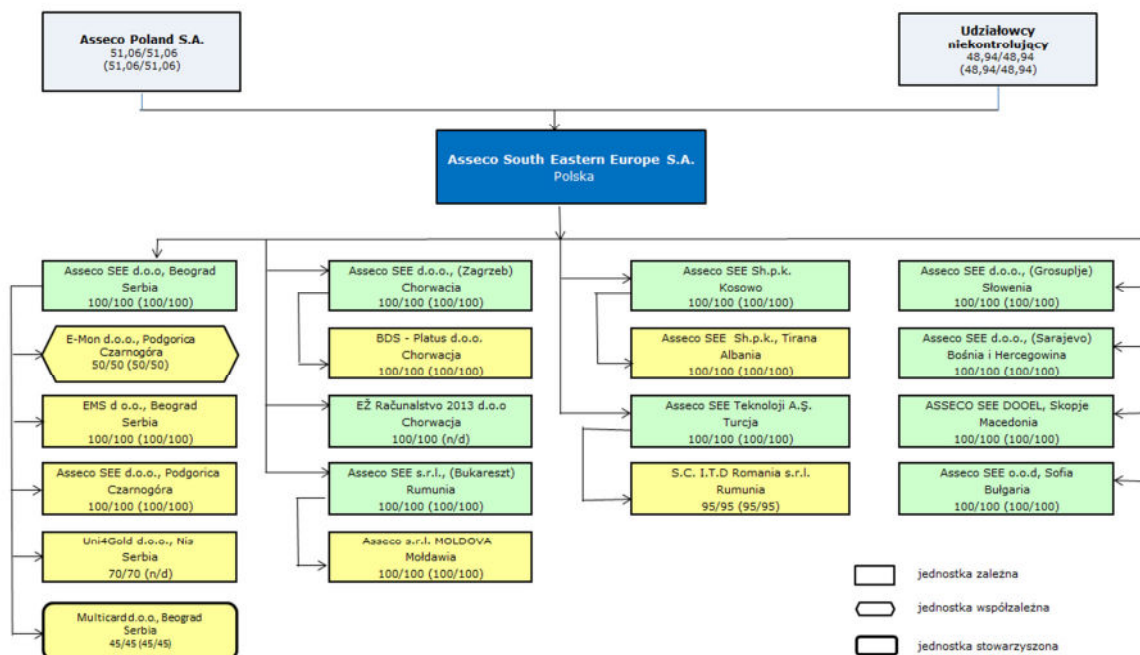 Asseco Poland S.A.
51,06/51,06
(51,06/51,06)
Udziałowcy
niekontrolujący
48,94/48,94
(48,94/48,94)
Asseco South Eastern Europe S.A.
Polska
Asseco SEE d.o.o, Beograd
Serbia
100/100 (100/100)
E-Mon d.o.o., Podgorica
Czarnogóra
50/50 (50/50)
EMS d o.o., Beograd
Serbia
100/100 (100/100)
Asseco SEE d.o.o., Podgorica
Czarnogóra
100/100 (100/100)
Uni4Gold d.o.o., Nis
Serbia
70/70 (n/d)
Multicard d.o.o., Beograd
Serbia
45/45 (45/45)
Asseco SEE d.o.o., (Zagrzeb)
Chorwacia
100/100 (100/100)
BDS - Platus d.o.o.
Chorwacja
100/100 (100/100)
EŽ Računalstvo 2013 d.o.o
Chorwacja
100/100 (n/d)
Asseco SEE s.r.l., (Bukareszt)
Rumunia
100/100 (100/100)
Asseco s.r.l. MOLDOVA
Mołdawia
100/100 (100/100)
Asseco SEE Sh.p.k.
Kosowo
100/100 (100/100)
Asseco SEE Sh.p.k., Tirana
Albania
100/100 (100/100)
Asseco SEE Teknoloji A.Ş.
Turcja
100/100 (100/100)
S.C. I.T.D Romania s.r.l.
Rumunia
95/95 (95/95)
Asseco SEE d.o.o., (Grosuplje)
Słowenia
100/100 (100/100)
Asseco SEE d.o.o., (Sarajevo)
Bośnia i Hercegowina
100/100 (100/100)
ASSECO SEE DOOEL, Skopje
Macedonia
100/100 (100/100)
Asseco SEE o.o.d, Sofia
Bułgaria
100/100 (100/100)
jednostka zależna
jednostka współzależna
jednostka stowarzyszona